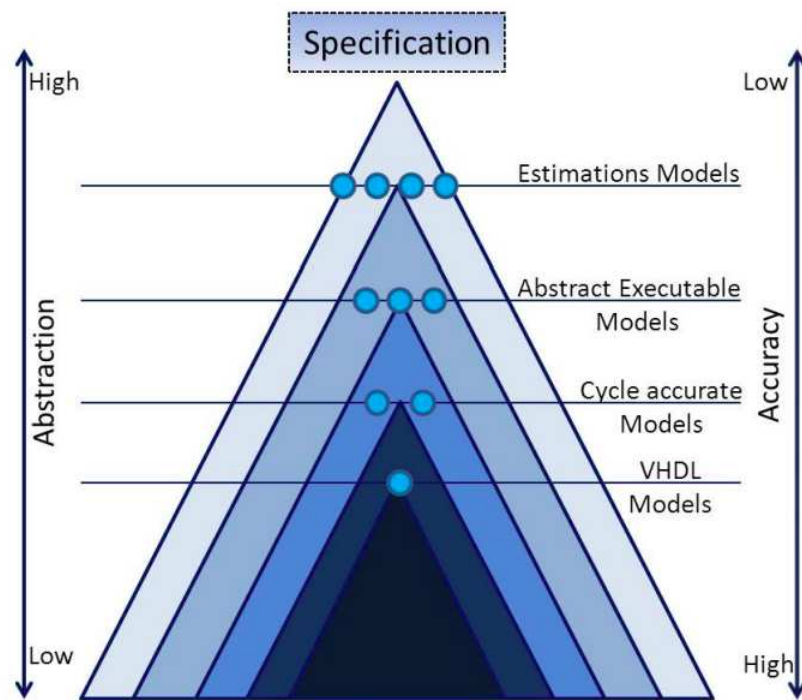 Specification
High
Low
Estimations Models
Abstract Executable
Models
Abstraction
Accuracy
Cycle accurate
Models
VHDL
Models
Low
High